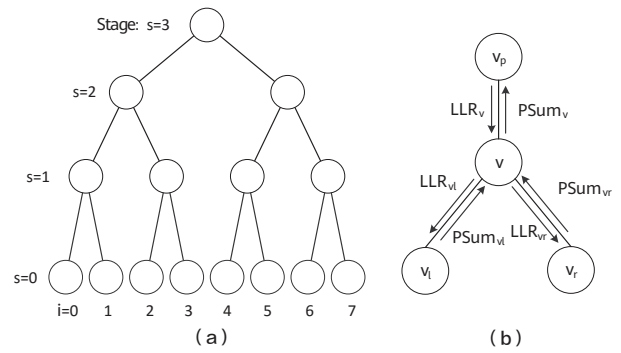 Stage: s=3
s=2
s=1
s=0
i=0 1 2 3 4 5 6 7
(a)
vp
LLRv PSumv
v
LLRvl PSumvr
PSumvl LLRvr
vl vr
(b)